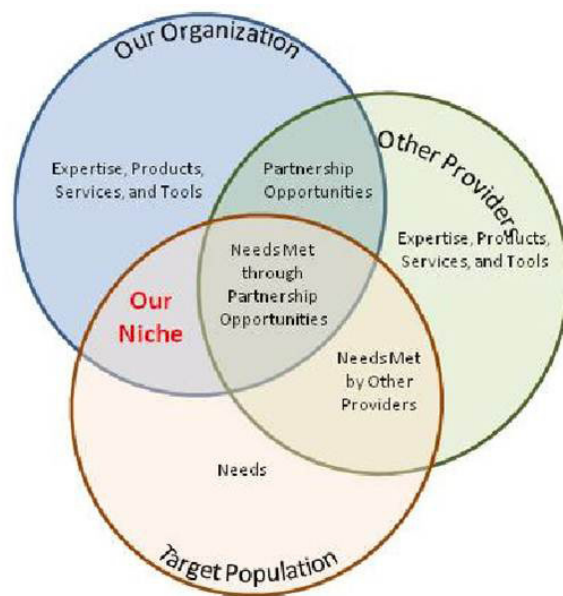 Our Organization
Other Providers
Expertise, Products,
Services, and Tools
Partnership
Opportunities
Expertise, Products,
Services, and Tools
Needs Met
through
Partnership
Opportunities
Our
Niche
Needs Met
by Other
Providers
Needs
Target Population